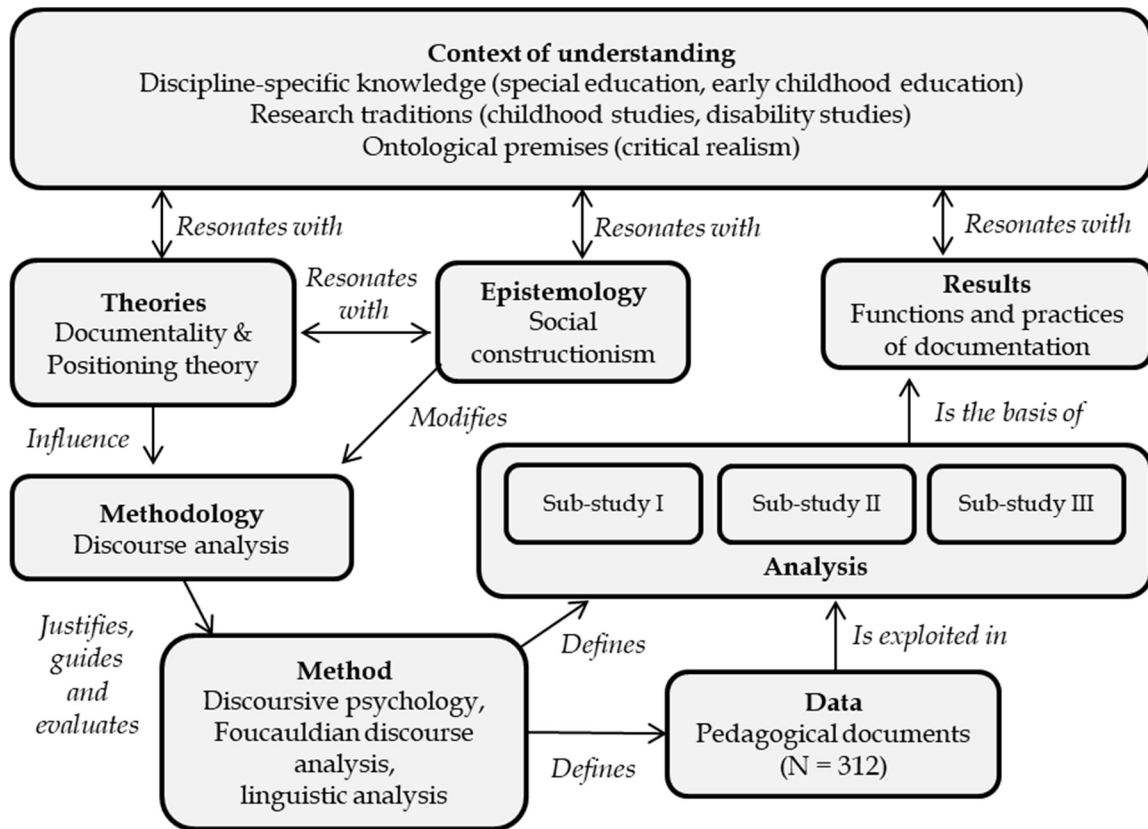 Context of understanding
Discipline-specific knowledge (special education, early childhood education)
Research traditions (childhood studies, disability studies)
Ontological premises (critical realism)
Resonates with
Resonates with
Resonates with
Theories
Documentality &
Positioning theory
Resonates
with
Epistemology
Social
constructionism
Results
Functions and practices
of documentation
Influence
Modifies
Is the basis of
Methodology
Discourse analysis
Sub-study I
Sub-study II
Sub-study III
Analysis
Justifies,
guides
and
evaluates
Method
Discoursive psychology,
Foucauldian discourse
analysis,
linguistic analysis
Defines
Defines
Is exploited in
Data
Pedagogical documents
(N = 312)